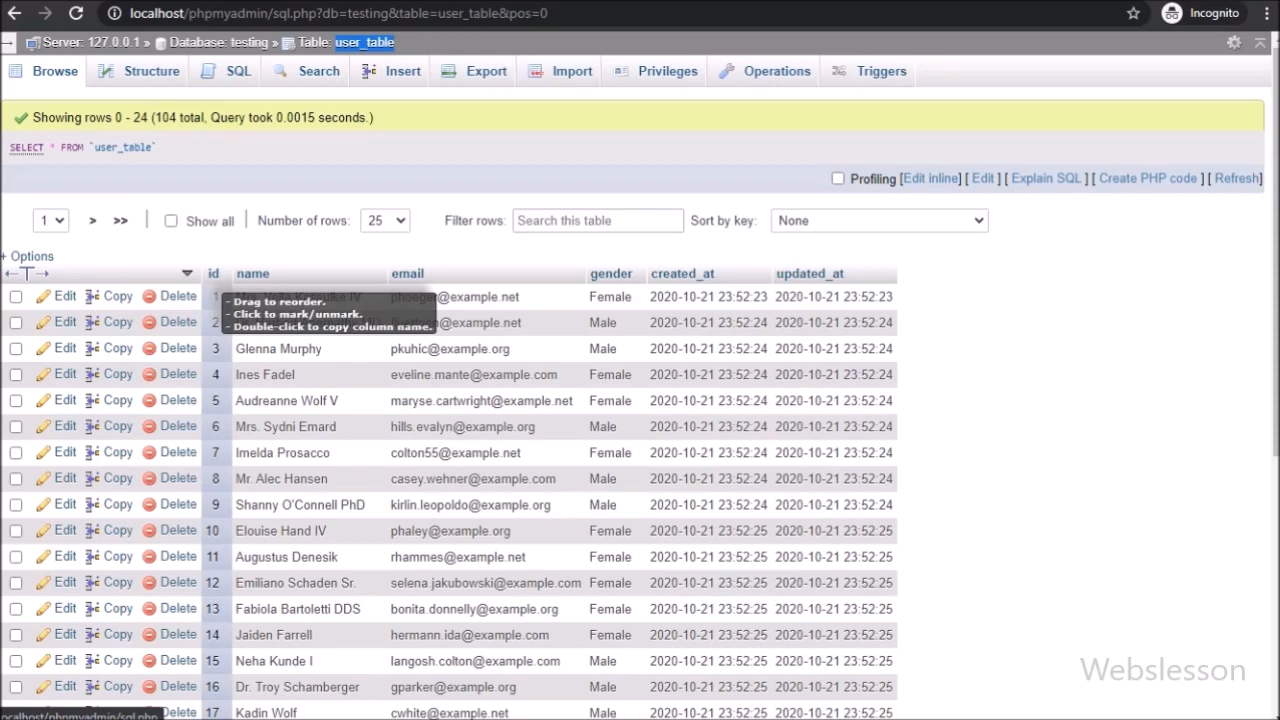 localhost/phpmyadmin/sql.php?db=testing&table=user_table&pos=0 Incognito
Server: 127.0.0.1 » Database: testing » Table: user_table
Browse Structure SQL Search Insert Export Import Privileges Operations Triggers
Showing rows 0 - 24 (104 total, Query took 0.0015 seconds.)
SELECT * FROM `user_table`
Profiling [Edit inline] [ Edit ] [ Explain SQL ] [ Create PHP code ] [ Refresh]
1 > >> Show all Number of rows: 25 Filter rows: Search this table Sort by key: None
+ Options
id name email gender created_at updated_at
Edit Copy Delete 1 @example.net Female 2020-10-21 23:52:23 2020-10-21 23:52:23
- Drag to reorder.
- Click to mark/unmark.
- Double-click to copy column name.
Edit Copy Delete 2 @example.net Male 2020-10-21 23:52:24 2020-10-21 23:52:24
Edit Copy Delete 3 Glenna Murphy pkuhic@example.org Male 2020-10-21 23:52:24 2020-10-21 23:52:24
Edit Copy Delete 4 Ines Fadel eveline.mante@example.com Female 2020-10-21 23:52:24 2020-10-21 23:52:24
Edit Copy Delete 5 Audreanne Wolf V maryse.cartwright@example.net Female 2020-10-21 23:52:24 2020-10-21 23:52:24
Edit Copy Delete 6 Mrs. Sydni Emard hills.evalyn@example.org Male 2020-10-21 23:52:24 2020-10-21 23:52:24
Edit Copy Delete 7 Imelda Prosacco colton55@example.net Male 2020-10-21 23:52:24 2020-10-21 23:52:24
Edit Copy Delete 8 Mr. Alec Hansen casey.wehner@example.com Male 2020-10-21 23:52:24 2020-10-21 23:52:24
Edit Copy Delete 9 Shanny O'Connell PhD kirlin.leopoldo@example.org Male 2020-10-21 23:52:24 2020-10-21 23:52:24
Edit Copy Delete 10 Elouise Hand IV phaley@example.org Female 2020-10-21 23:52:25 2020-10-21 23:52:25
Edit Copy Delete 11 Augustus Denesik rhammes@example.net Female 2020-10-21 23:52:25 2020-10-21 23:52:25
Edit Copy Delete 12 Emiliano Schaden Sr. selena.jakubowski@example.com Female 2020-10-21 23:52:25 2020-10-21 23:52:25
Edit Copy Delete 13 Fabiola Bartoletti DDS bonita.donnelly@example.org Female 2020-10-21 23:52:25 2020-10-21 23:52:25
Edit Copy Delete 14 Jaiden Farrell hermann.ida@example.com Female 2020-10-21 23:52:25 2020-10-21 23:52:25
Edit Copy Delete 15 Neha Kunde I langosh.colton@example.com Male 2020-10-21 23:52:25 2020-10-21 23:52:25
Edit Copy Delete 16 Dr. Troy Schamberger gparker@example.org Male 2020-10-21 23:52:25 2020-10-21 23:52:25
Delete 17 Kadin Wolf cwhite@example.net Male 2020-10-21 23:52:25 2020-10-21 23:52:25
Webslesson